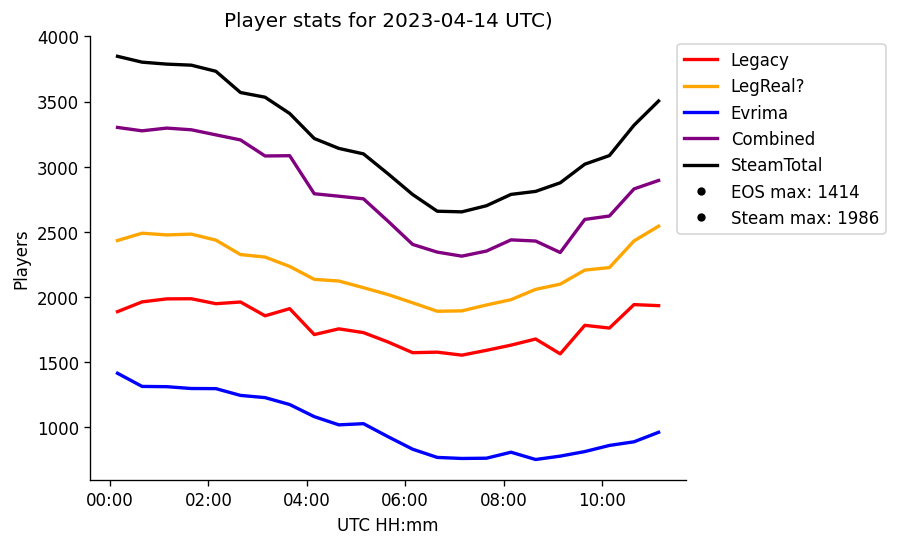 Player stats for 2023-04-14 UTC)
4000
3500
3000
2500
2000
1500
1000
Players
00:00 02:00 04:00 06:00 08:00 10:00
UTC HH:mm
Legacy
LegReal?
Evrima
Combined
SteamTotal
EOS max: 1414
Steam max: 1986